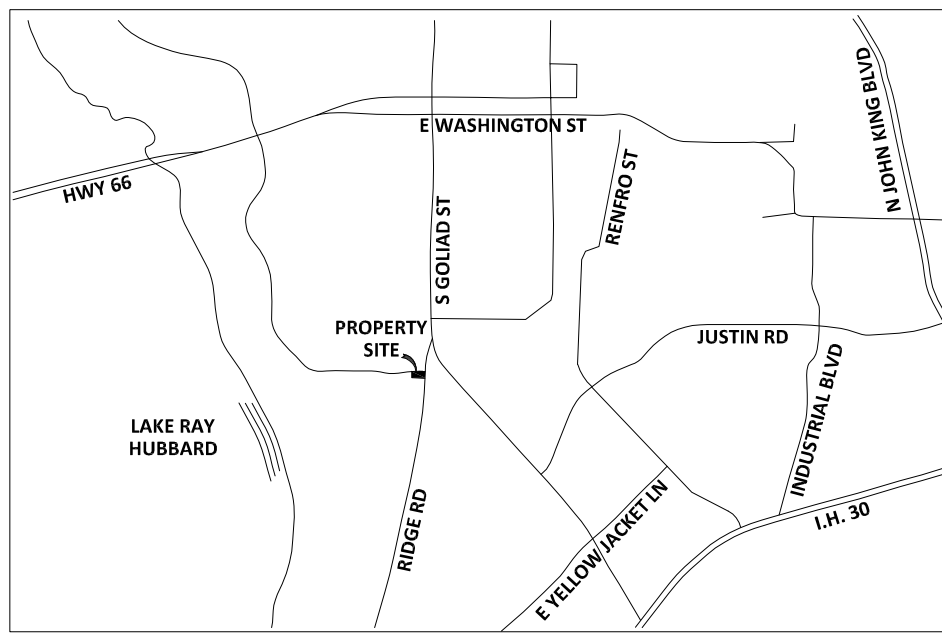 N JOHN KING BLVD
E WASHINGTON ST
HWY 66
RENFRO ST
S GOLIAD ST
PROPERTY
SITE
JUSTIN RD
INDUSTRIAL BLVD
LAKE RAY
HUBBARD
RIDGE RD
E YELLOW JACKET LN
I.H. 30